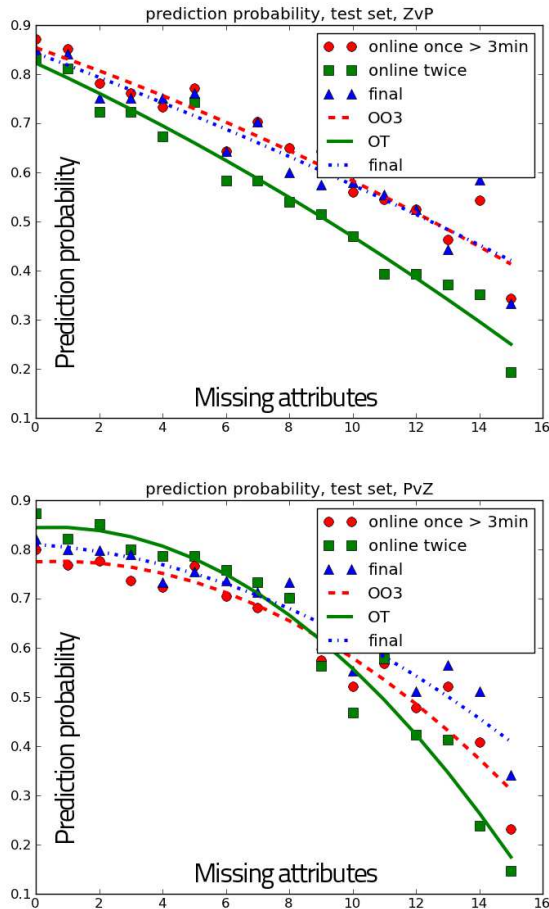 prediction probability, test set, ZvP
0.9
0.8
0.7
0.6
0.5
0.4
0.3
0.2
0.1
Prediction probability
online once > 3min
online twice
final
OO3
OT
final
Missing attributes
0 2 4 6 8 10 12 14 16
prediction probability, test set, PvZ
0.9
0.8
0.7
0.6
0.5
0.4
0.3
0.2
0.1
Prediction probability
online once > 3min
online twice
final
OO3
OT
final
Missing attributes
0 2 4 6 8 10 12 14 16